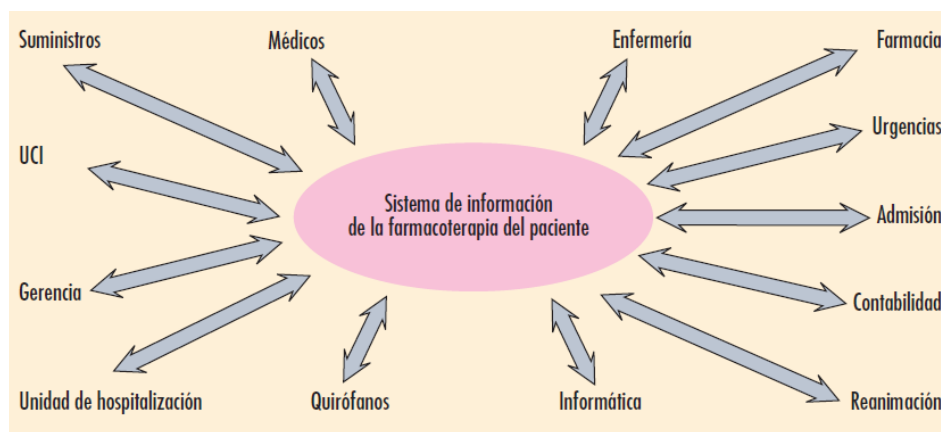 Suministros
Médicos
Enfermería
Farmacia
Urgencias
UCI
Sistema de información
de la farmacoterapia del paciente
Admisión
Gerencia
Contabilidad
Unidad de hospitalización
Quirófanos
Informática
Reanimación